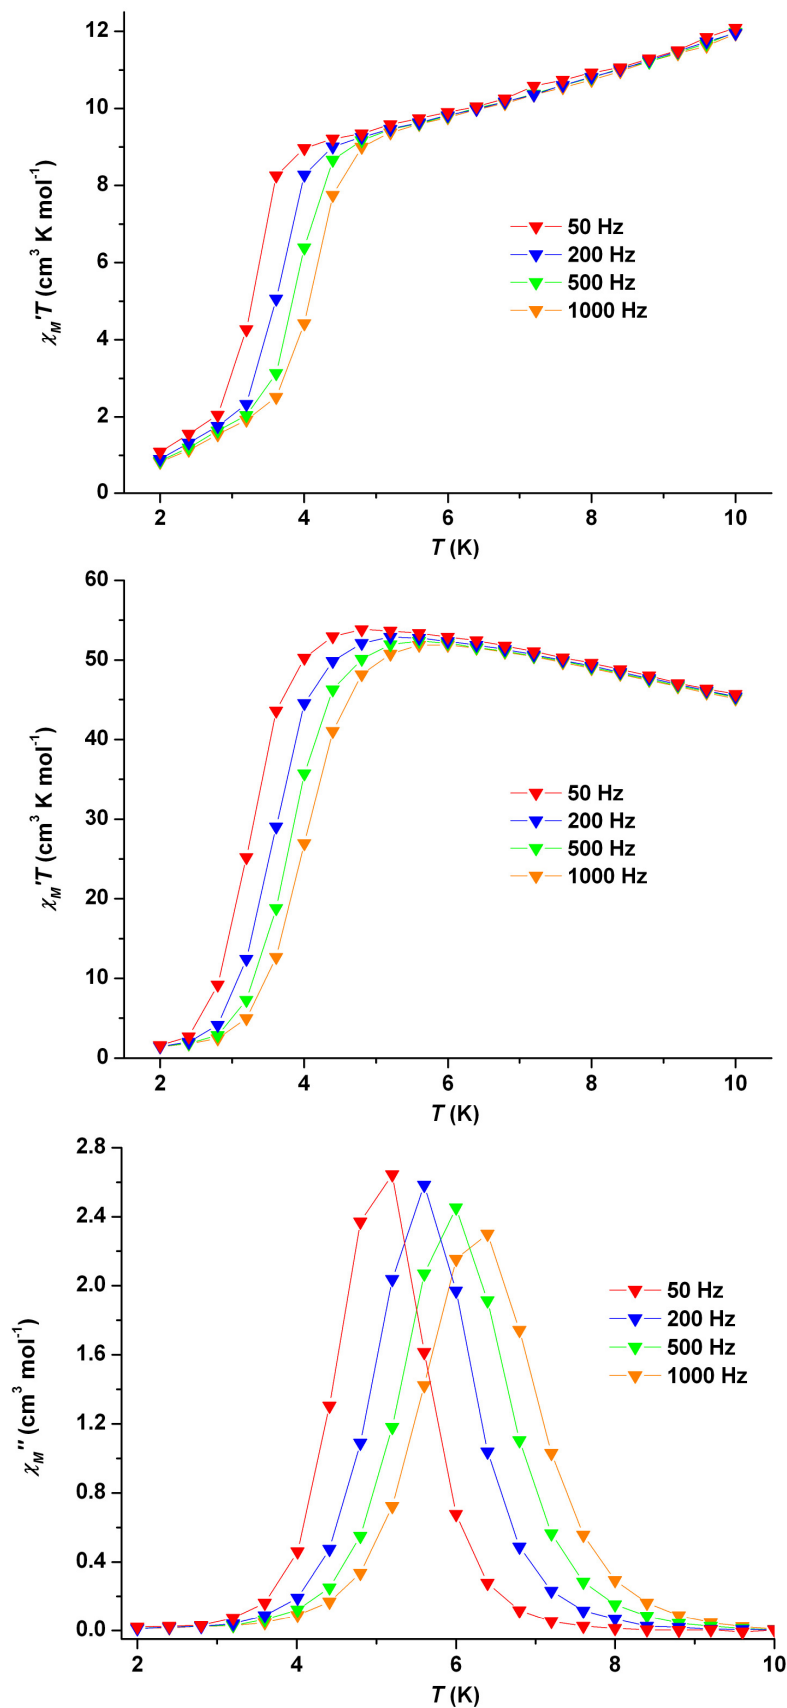 12
10
8
6
4
2
0
χM'T (cm³ K mol⁻¹)
50 Hz
200 Hz
500 Hz
1000 Hz
2 4 6 8 10
T (K)
60
50
40
30
20
10
0
χM'T (cm³ K mol⁻¹)
50 Hz
200 Hz
500 Hz
1000 Hz
2 4 6 8 10
T (K)
2.8
2.4
2.0
1.6
1.2
0.8
0.4
0.0
χM'' (cm³ mol⁻¹)
50 Hz
200 Hz
500 Hz
1000 Hz
2 4 6 8 10
T (K)